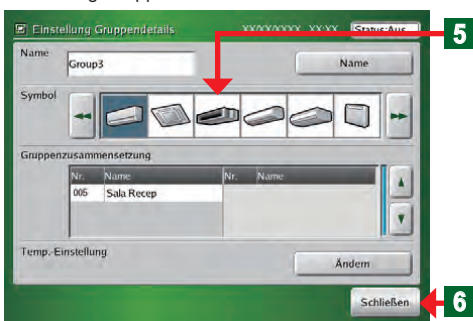 Einstellung Gruppendetails XX/XX/XXXX XX:XX Status:Aus
5
Name
Group3
Name
Symbol
Gruppenzusammensetzung
Nr. Name Nr. Name
005 Sala Recep
Temp.-Einstellung
Ändern
Schließen
6